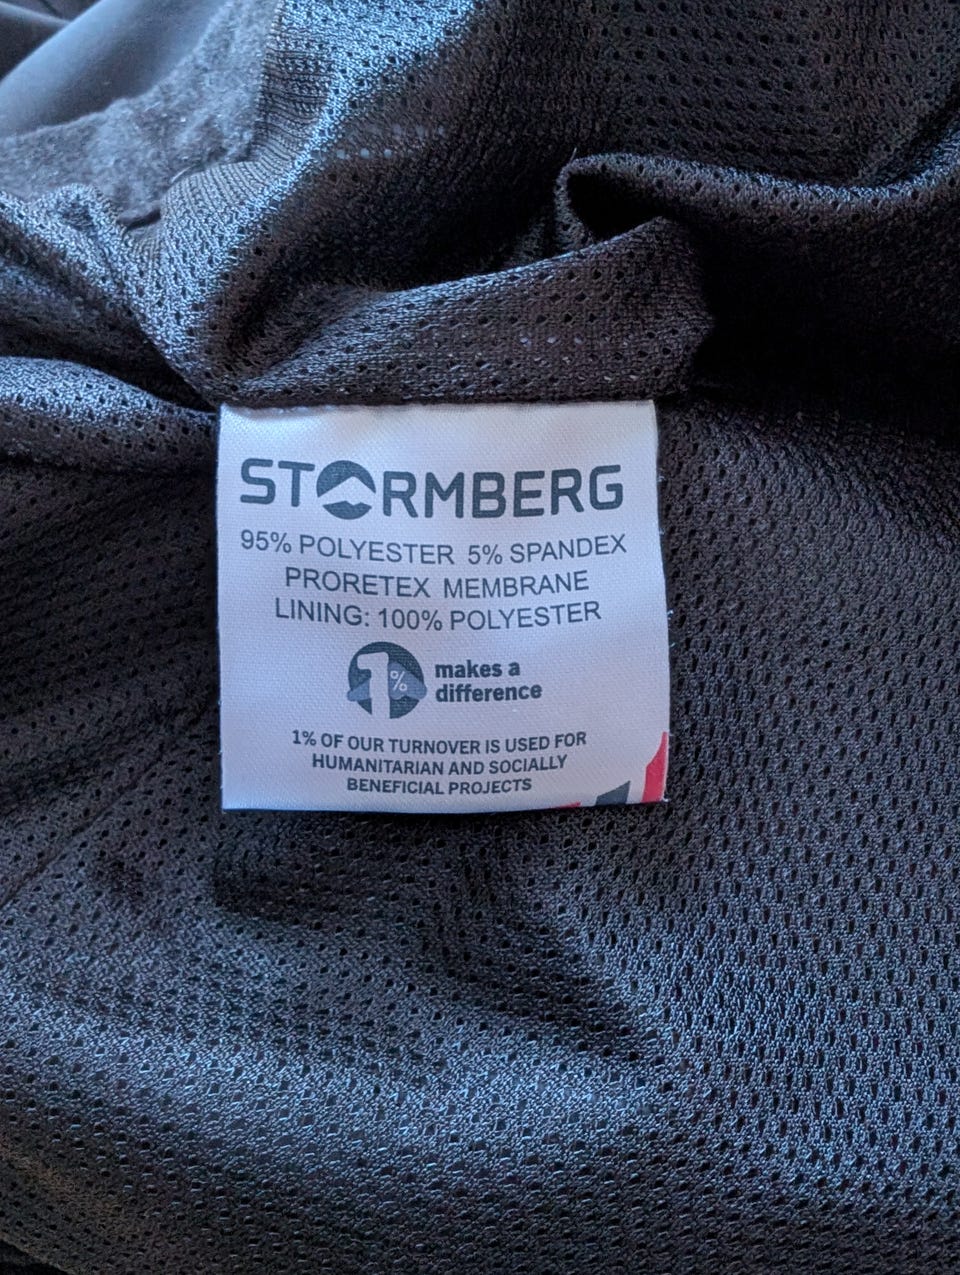 STORMBERG
95% POLYESTER 5% SPANDEX
PRORETEX MEMBRANE
LINING: 100% POLYESTER
1%
makes a
difference
1% OF OUR TURNOVER IS USED FOR
HUMANITARIAN AND SOCIALLY
BENEFICIAL PROJECTS